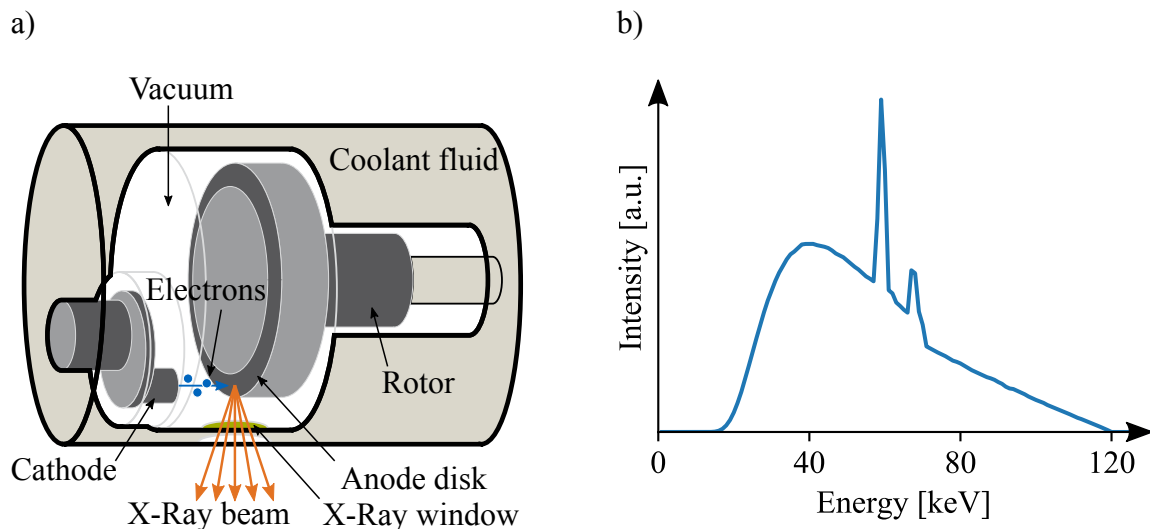 a)
Vacuum
Coolant fluid
Electrons
Rotor
Cathode
Anode disk
X-Ray beam
X-Ray window
b)
Intensity [a.u.]
0
40
80
120
Energy [keV]